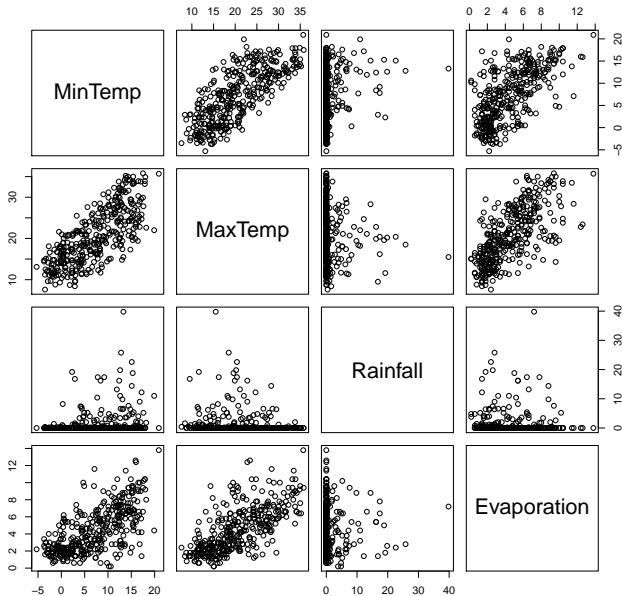 10 15 20 25 30 35
0 2 4 6 8 12
MinTemp
−5 0 5 10 15 20
10 20 30
MaxTemp
Rainfall
0 10 20 30 40
2 4 6 8 12
Evaporation
−5 0 5 10 15 20
0 10 20 30 40